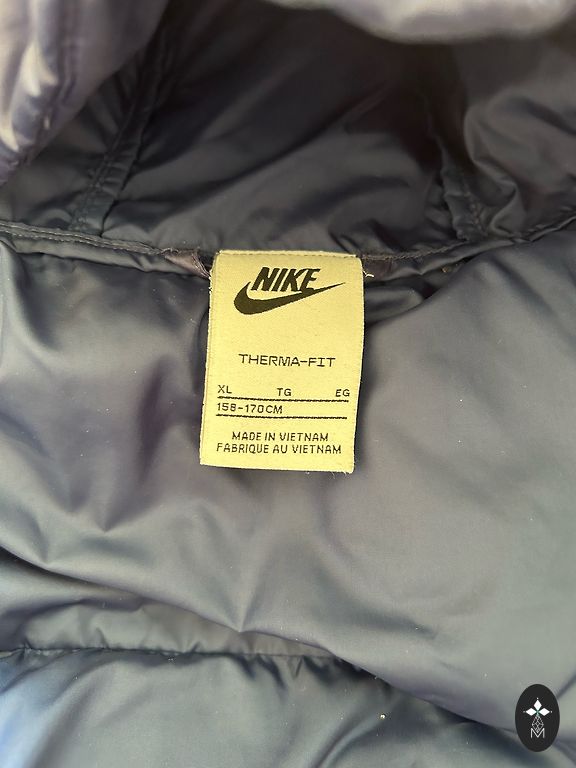 NIKE
THERMA-FIT
XL TG EG
158-170CM
MADE IN VIETNAM
FABRIQUE AU VIETNAM
M